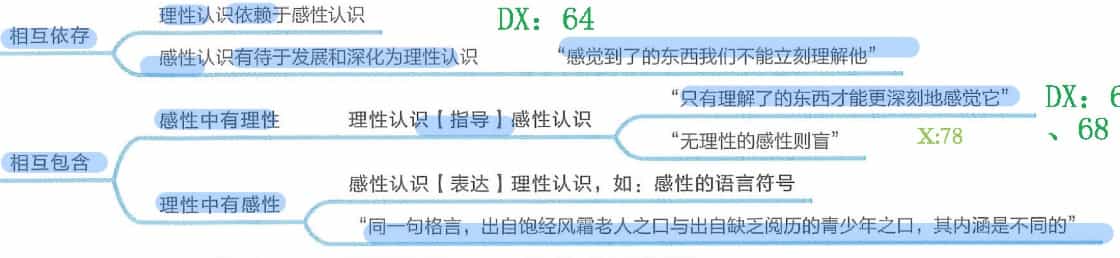 理性认识依赖于感性认识
DX：64
相互依存
感性认识有待于发展和深化为理性认识
“感觉到了的东西我们不能立刻理解他”
“只有理解了的东西才能更深刻地感觉它”
DX：6
、68
感性中有理性
理性认识【指导】感性认识
“无理性的感性则盲”
X:78
相互包含
感性认识【表达】理性认识，如：感性的语言符号
理性中有感性
“同一句格言，出自饱经风霜老人之口与出自缺乏阅历的青少年之口，其内涵是不同的”